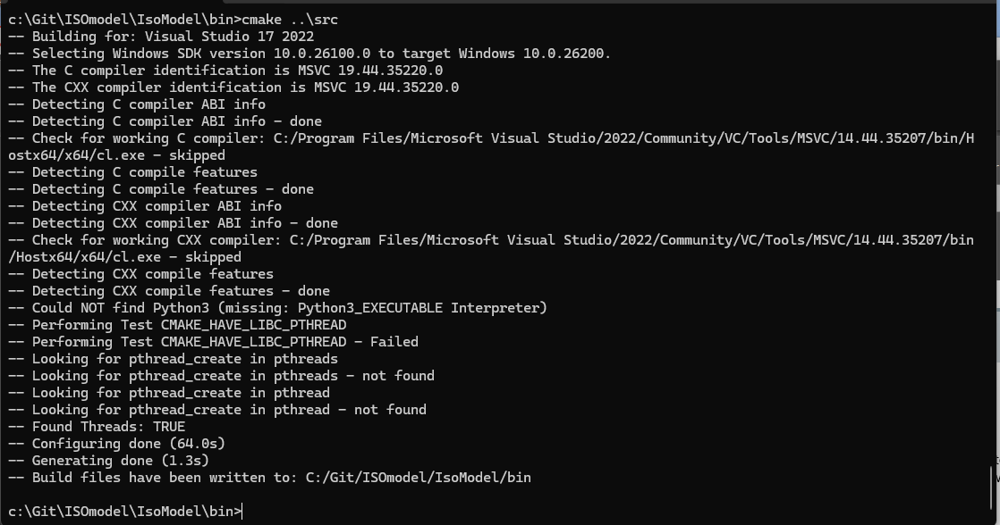 c:\Git\ISOmodel\IsoModel\bin>cmake ..\src
-- Building for: Visual Studio 17 2022
-- Selecting Windows SDK version 10.0.26100.0 to target Windows 10.0.26200.
-- The C compiler identification is MSVC 19.44.35220.0
-- The CXX compiler identification is MSVC 19.44.35220.0
-- Detecting C compiler ABI info
-- Detecting C compiler ABI info - done
-- Check for working C compiler: C:/Program Files/Microsoft Visual Studio/2022/Community/VC/Tools/MSVC/14.44.35207/bin/H
ostx64/x64/cl.exe - skipped
-- Detecting C compile features
-- Detecting C compile features - done
-- Detecting CXX compiler ABI info
-- Detecting CXX compiler ABI info - done
-- Check for working CXX compiler: C:/Program Files/Microsoft Visual Studio/2022/Community/VC/Tools/MSVC/14.44.35207/bin
/Hostx64/x64/cl.exe - skipped
-- Detecting CXX compile features
-- Detecting CXX compile features - done
-- Could NOT find Python3 (missing: Python3_EXECUTABLE Interpreter)
-- Performing Test CMAKE_HAVE_LIBC_PTHREAD
-- Performing Test CMAKE_HAVE_LIBC_PTHREAD - Failed
-- Looking for pthread_create in pthreads
-- Looking for pthread_create in pthreads - not found
-- Looking for pthread_create in pthread
-- Looking for pthread_create in pthread - not found
-- Found Threads: TRUE
-- Configuring done (64.0s)
-- Generating done (1.3s)
-- Build files have been written to: C:/Git/ISOmodel/IsoModel/bin
c:\Git\ISOmodel\IsoModel\bin>